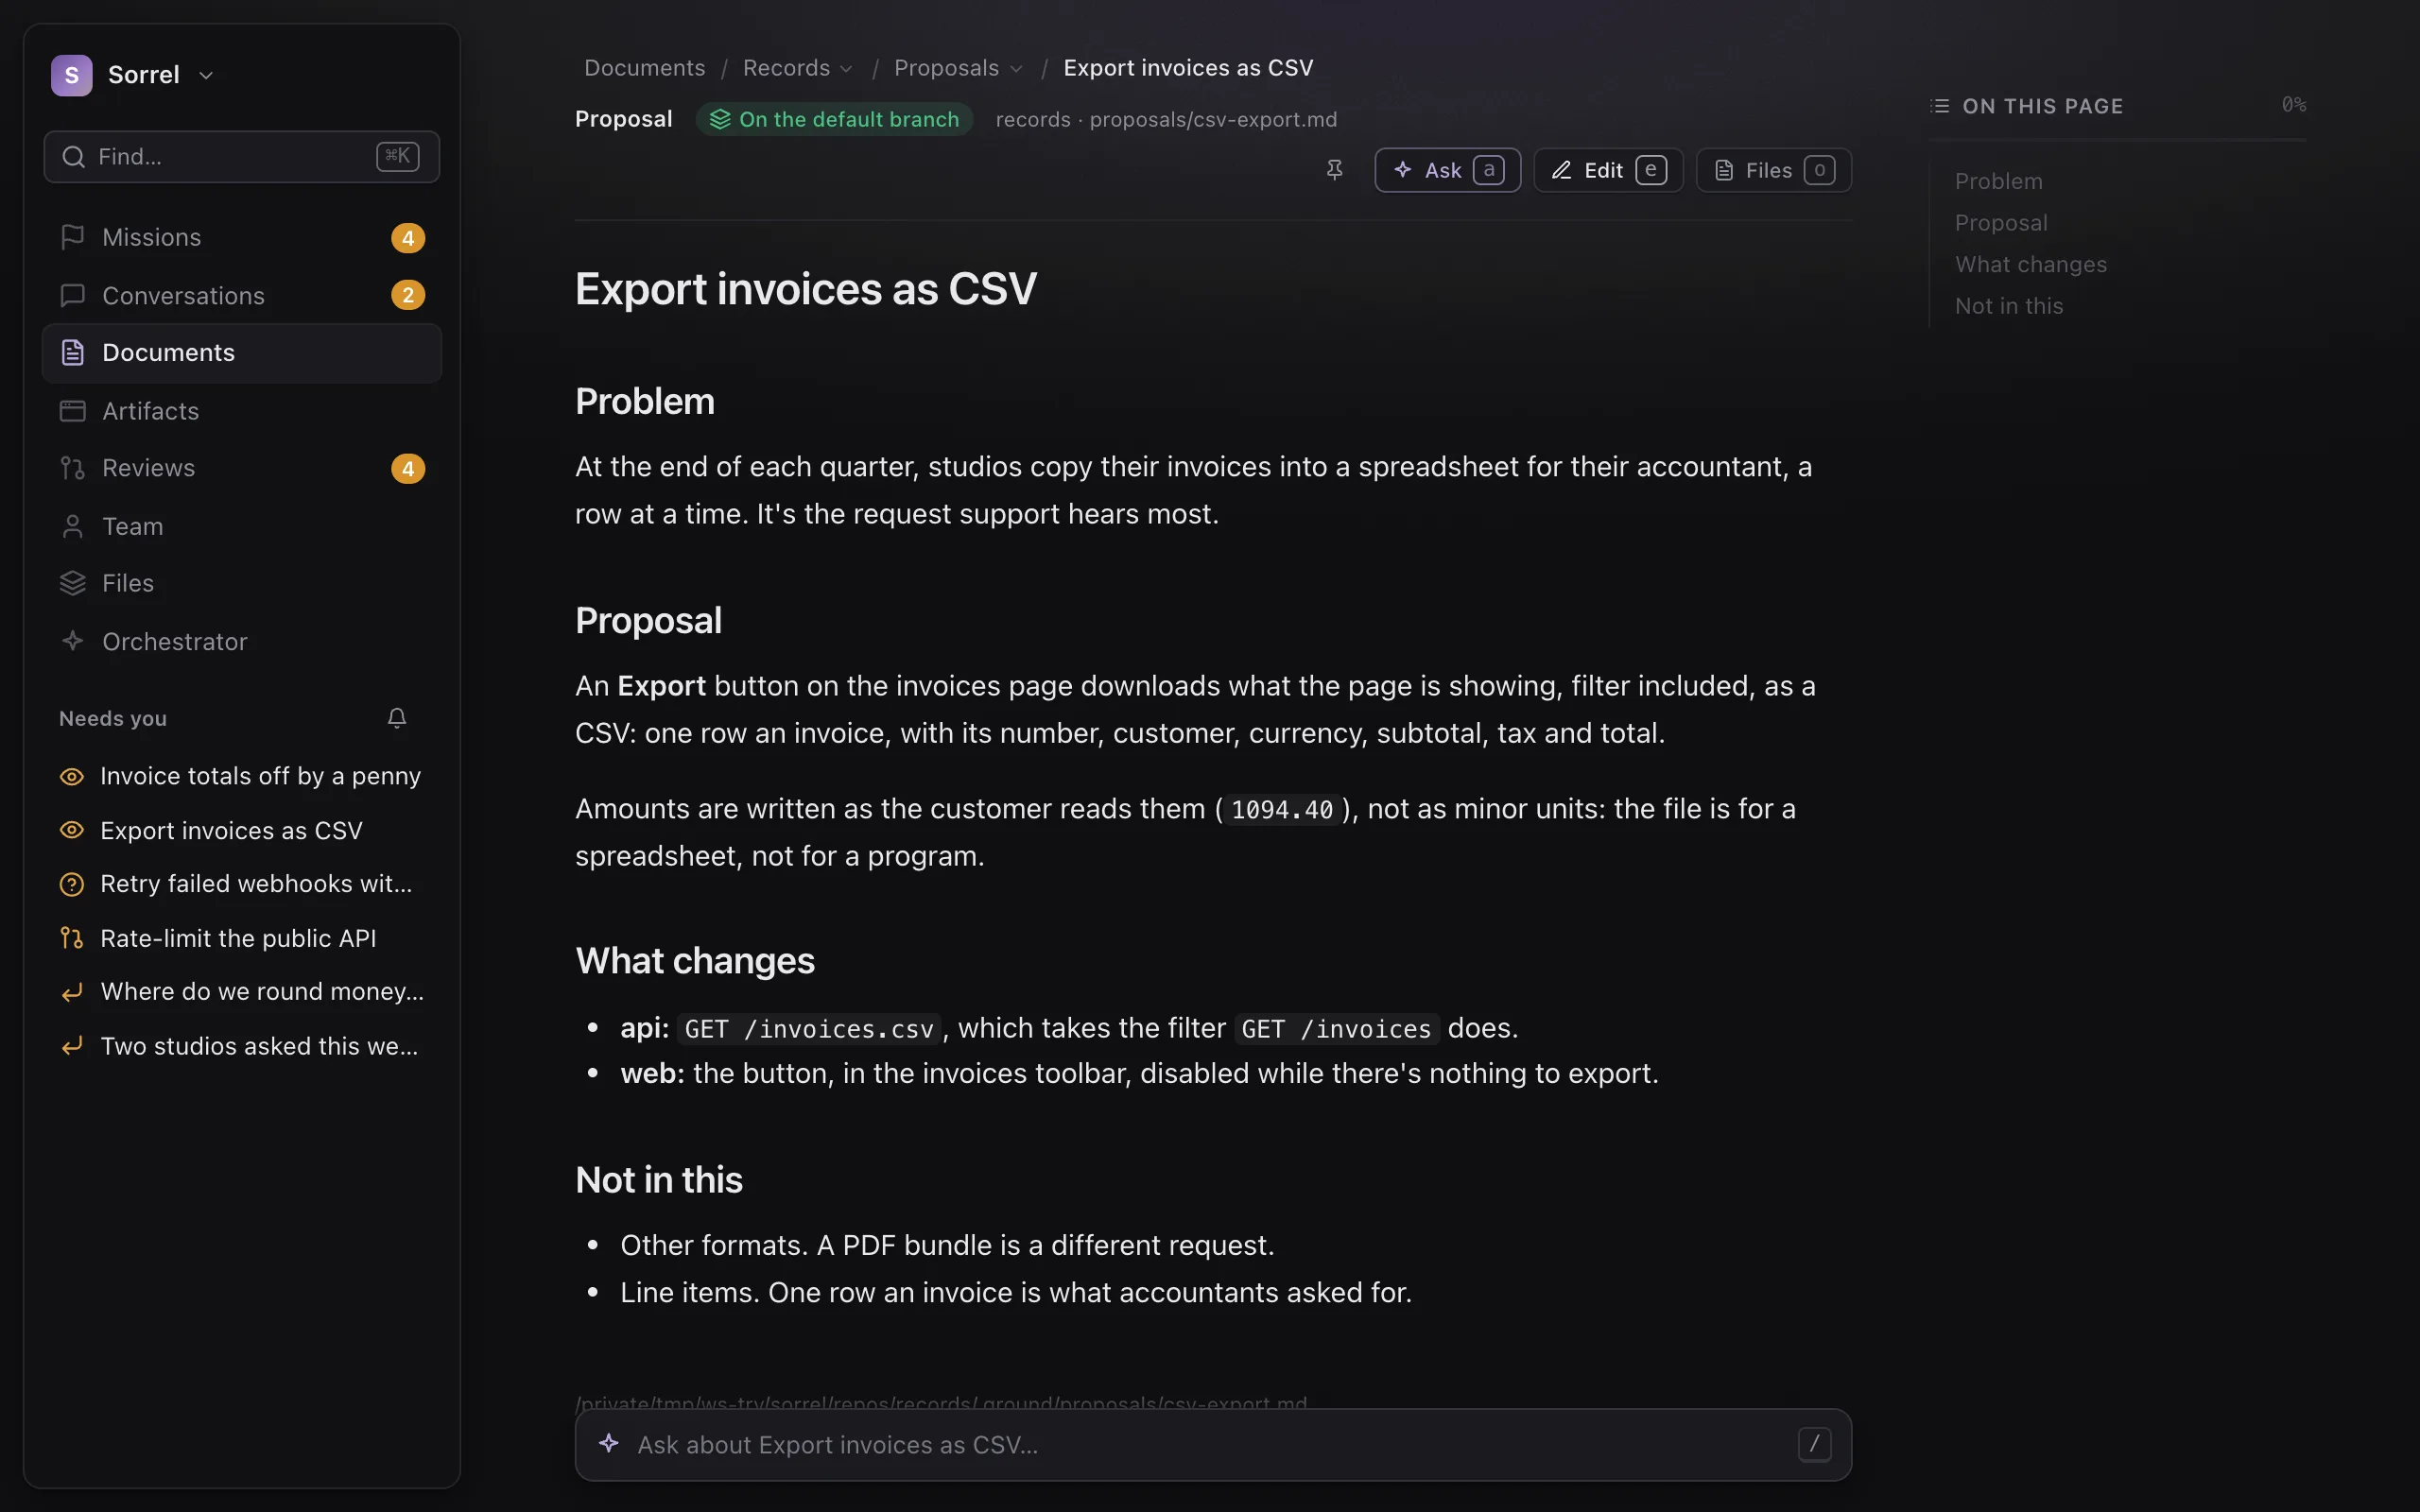 S Sorrel
Find... ⌘K
Missions 4
Conversations 2
Documents
Artifacts
Reviews 4
Team
Files
Orchestrator
Needs you
Invoice totals off by a penny
Export invoices as CSV
Retry failed webhooks wit...
Rate-limit the public API
Where do we round money...
Two studios asked this we...
Documents / Records / Proposals / Export invoices as CSV
Proposal On the default branch records · proposals/csv-export.md
Ask a Edit e Files o
Export invoices as CSV
Problem
At the end of each quarter, studios copy their invoices into a spreadsheet for their accountant, a
row at a time. It's the request support hears most.
Proposal
An Export button on the invoices page downloads what the page is showing, filter included, as a
CSV: one row an invoice, with its number, customer, currency, subtotal, tax and total.
Amounts are written as the customer reads them (1094.40), not as minor units: the file is for a
spreadsheet, not for a program.
What changes
• api: GET /invoices.csv, which takes the filter GET /invoices does.
• web: the button, in the invoices toolbar, disabled while there's nothing to export.
Not in this
• Other formats. A PDF bundle is a different request.
• Line items. One row an invoice is what accountants asked for.
/private/tmp/ws-try/sorrel/repos/records/.ground/proposals/csv-export.md
Ask about Export invoices as CSV... /
ON THIS PAGE 0%
Problem
Proposal
What changes
Not in this